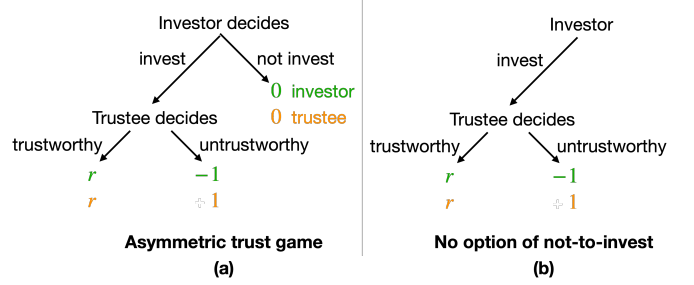 Investor decides
invest
not invest
0 investor
0 trustee
Trustee decides
trustworthy
untrustworthy
r
−1
r
+1
Asymmetric trust game
(a)
Investor
invest
Trustee decides
trustworthy
untrustworthy
r
−1
r
+1
No option of not-to-invest
(b)